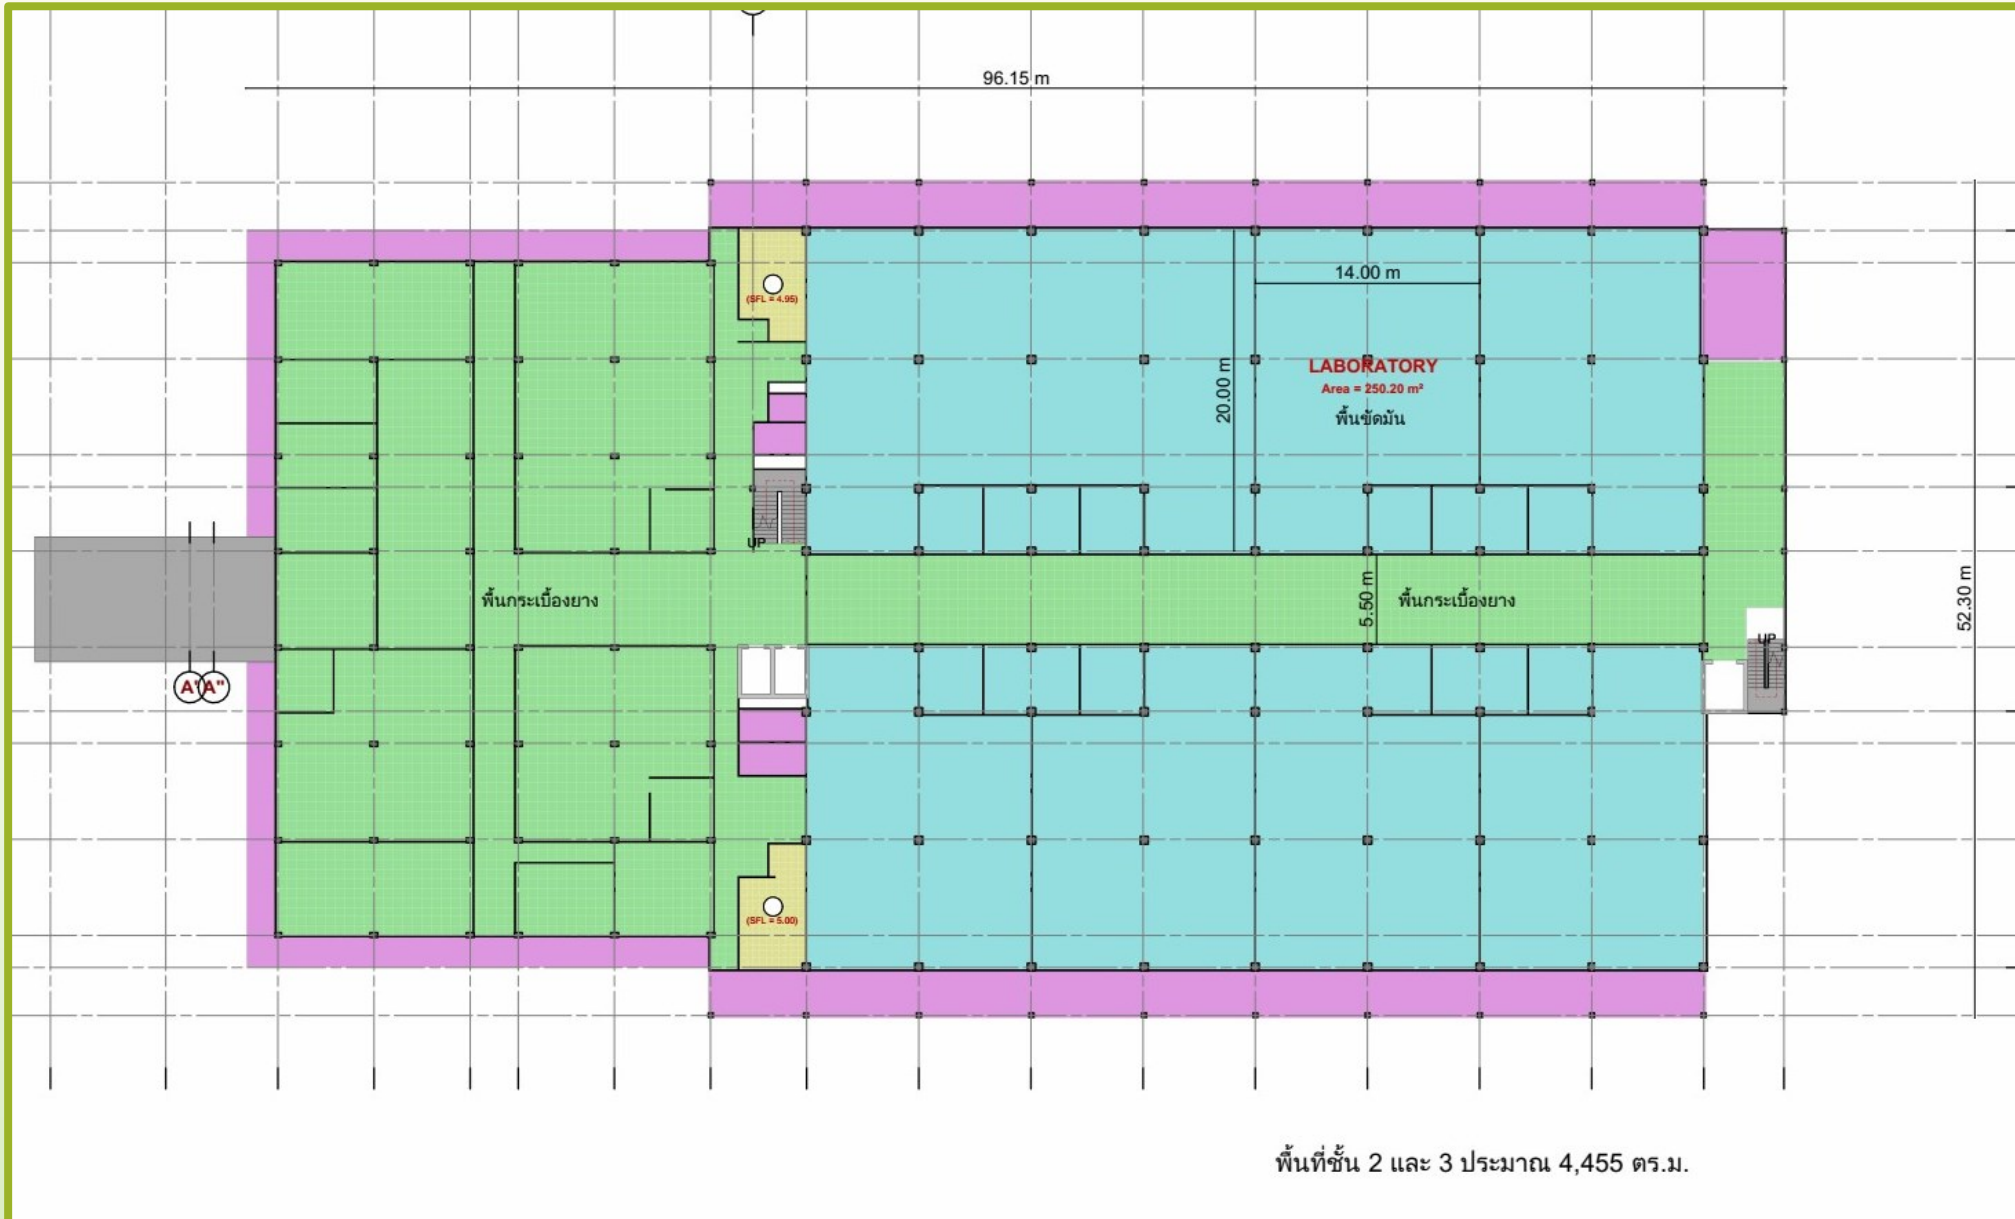 96.15 m
14.00 m
(SFL = 4.95)
20.00 m
LABORATORY
Area = 250.20 m²
พื้นขัดมัน
UP
พื้นกระเบื้องยาง
5.50 m
พื้นกระเบื้องยาง
52.30 m
UP
A' A"
(SFL = 5.00)
พื้นที่ชั้น 2 และ 3 ประมาณ 4,455 ตร.ม.